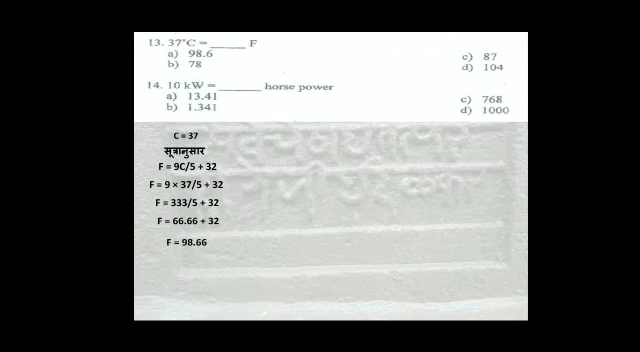 13. 37°C = ______ F
a) 98.6
b) 78
c) 87
d) 104
14. 10 kW = ______ horse power
a) 13.41
b) 1.341
c) 768
d) 1000
C = 37
सूत्रानुसार
F = 9C/5 + 32
F = 9 × 37/5 + 32
F = 333/5 + 32
F = 66.66 + 32
F = 98.66